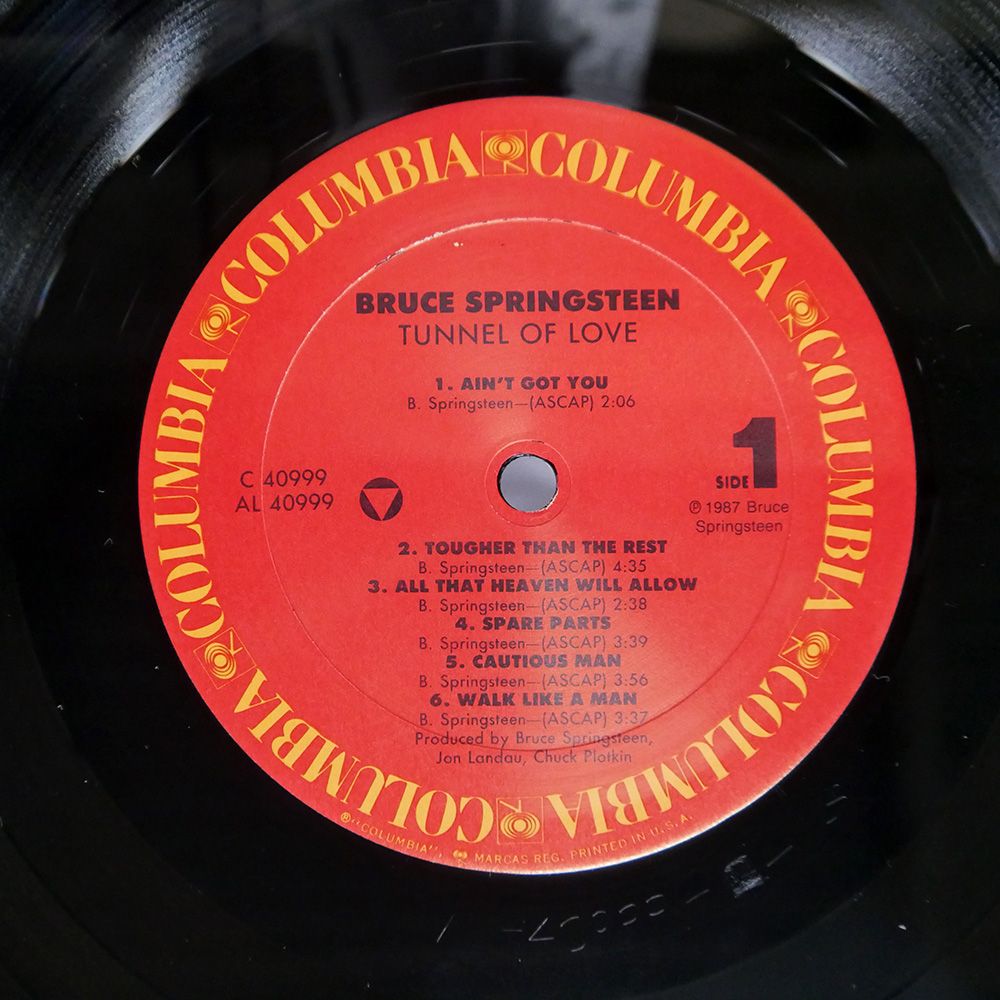 COLUMBIA COLUMBIA COLUMBIA COLUMBIA COLUMBIA COLUMBIA
BRUCE SPRINGSTEEN
TUNNEL OF LOVE
1. AIN'T GOT YOU
B. Springsteen—(ASCAP) 2:06
C 40999
AL 40999
SIDE 1
℗ 1987 Bruce
Springsteen
2. TOUGHER THAN THE REST
B. Springsteen—(ASCAP) 4:35
3. ALL THAT HEAVEN WILL ALLOW
B. Springsteen—(ASCAP) 2:38
4. SPARE PARTS
B. Springsteen—(ASCAP) 3:39
5. CAUTIOUS MAN
B. Springsteen—(ASCAP) 3:56
6. WALK LIKE A MAN
B. Springsteen—(ASCAP) 3:37
Produced by Bruce Springsteen,
Jon Landau, Chuck Plotkin
®"COLUMBIA", MARCAS REG. PRINTED IN U.S.A.